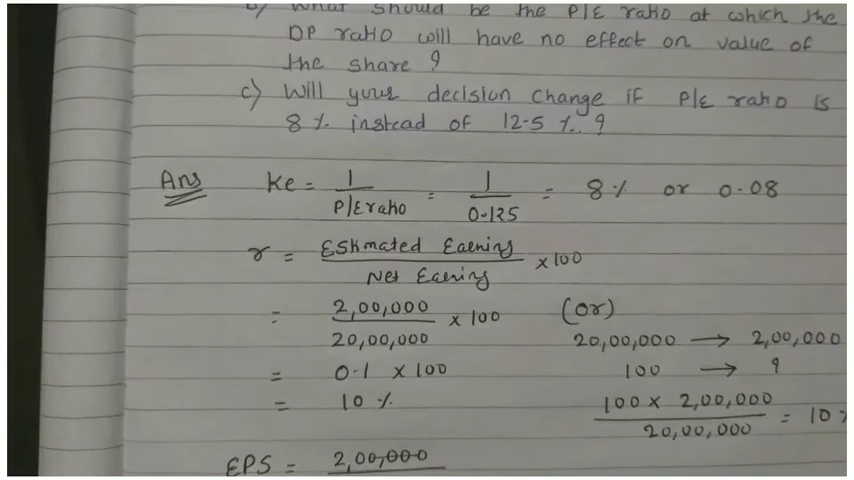 b) What should be the P/E ratio at which the
DP ratio will have no effect on value of
the share ?
c) Will your decision change if P/E ratio is
8 % instead of 12.5 %. ?
Ans Ke = 1 / P/E ratio = 1 / 0.125 = 8 % or 0.08
r = Estimated Earning / Net Earning × 100
= 2,00,000 / 20,00,000 × 100 (or)
20,00,000 → 2,00,000
= 0.1 × 100 100 → ?
= 10 % 100 × 2,00,000 / 20,00,000 = 10 %
EPS = 2,00,000